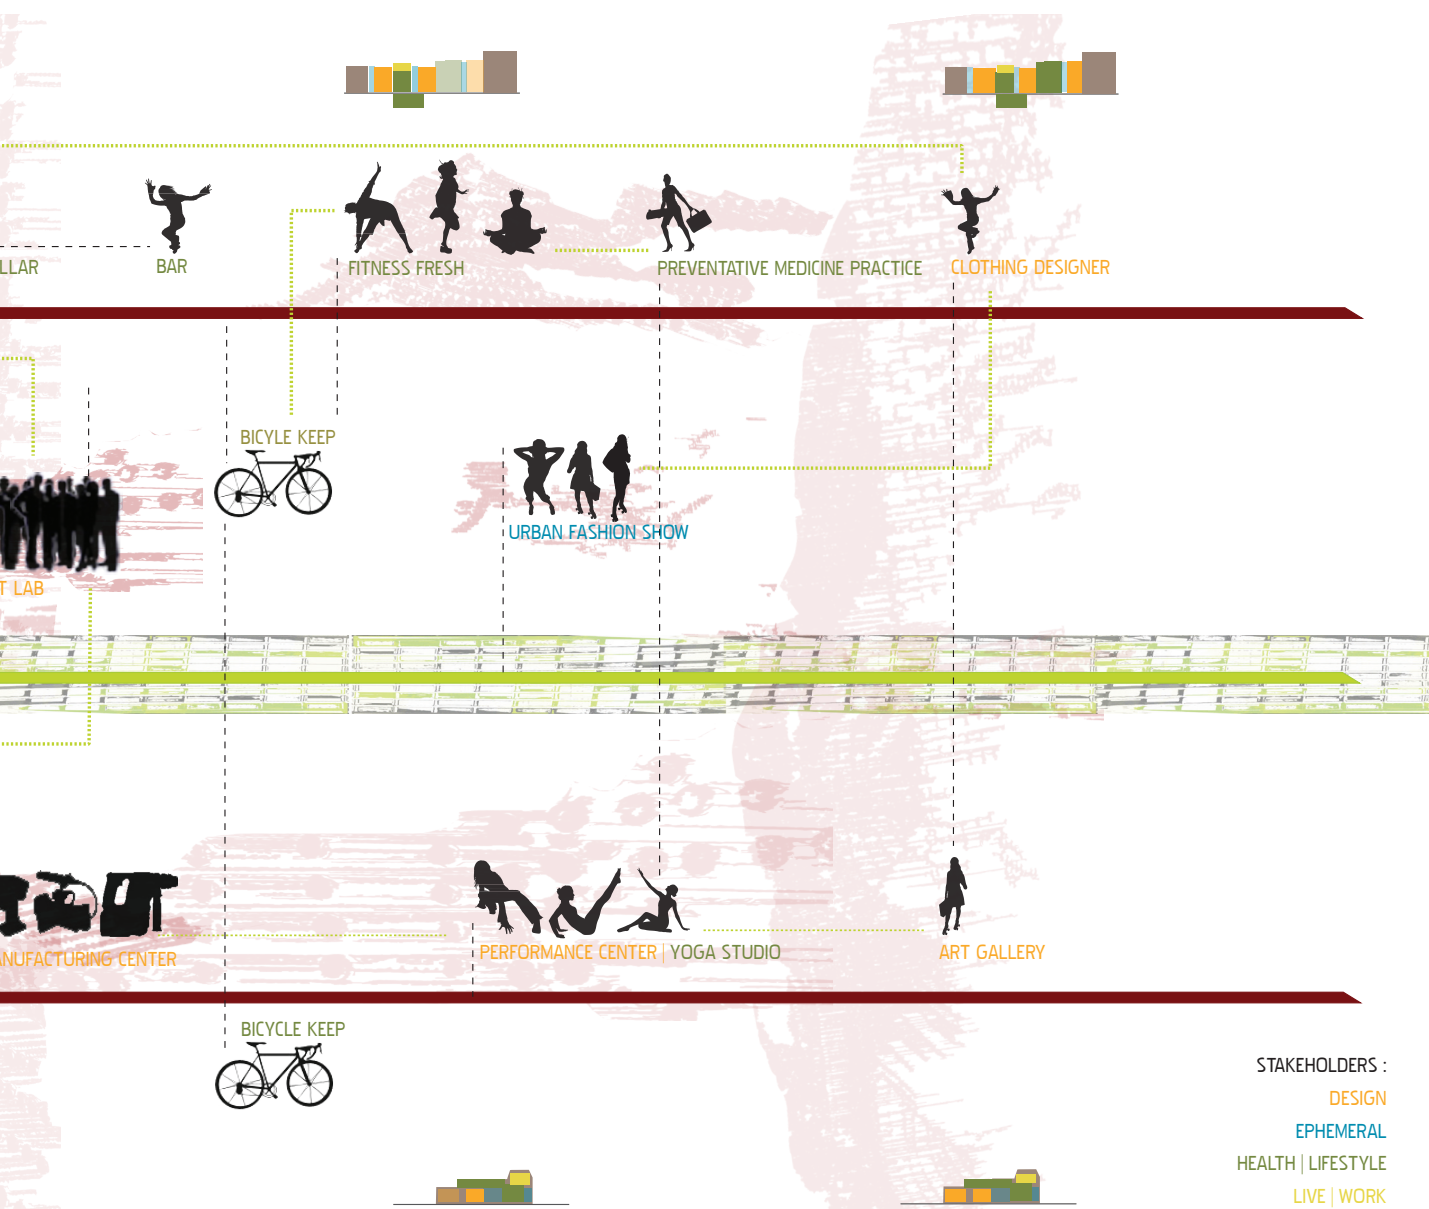 LLAR
BAR
FITNESS FRESH
PREVENTATIVE MEDICINE PRACTICE
CLOTHING DESIGNER
BICYLE KEEP
URBAN FASHION SHOW
T LAB
ANUFACTURING CENTER
PERFORMANCE CENTER | YOGA STUDIO
ART GALLERY
BICYCLE KEEP
STAKEHOLDERS :
DESIGN
EPHEMERAL
HEALTH | LIFESTYLE
LIVE | WORK